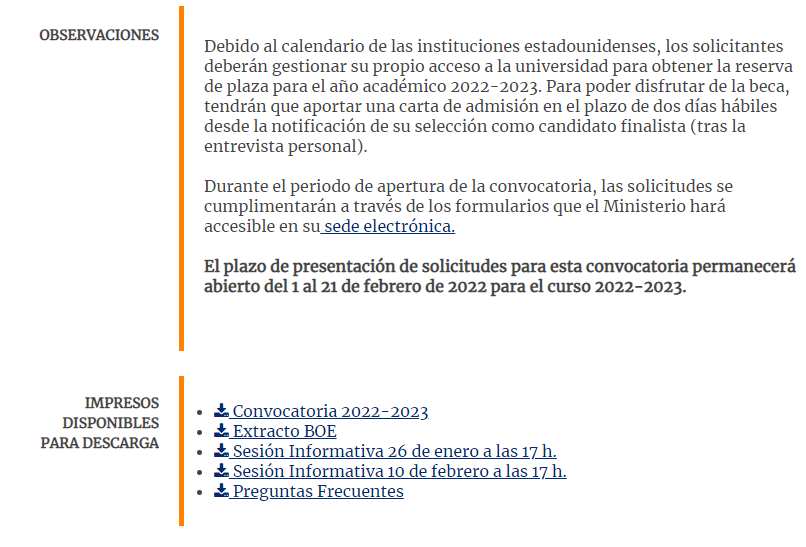 OBSERVACIONES
Debido al calendario de las instituciones estadounidenses, los solicitantes
deberán gestionar su propio acceso a la universidad para obtener la reserva
de plaza para el año académico 2022-2023. Para poder disfrutar de la beca,
tendrán que aportar una carta de admisión en el plazo de dos días hábiles
desde la notificación de su selección como candidato finalista (tras la
entrevista personal).
Durante el periodo de apertura de la convocatoria, las solicitudes se
cumplimentarán a través de los formularios que el Ministerio hará
accesible en su sede electrónica.
El plazo de presentación de solicitudes para esta convocatoria permanecerá
abierto del 1 al 21 de febrero de 2022 para el curso 2022-2023.
IMPRESOS
DISPONIBLES
PARA DESCARGA
Convocatoria 2022-2023
Extracto BOE
Sesión Informativa 26 de enero a las 17 h.
Sesión Informativa 10 de febrero a las 17 h.
Preguntas Frecuentes